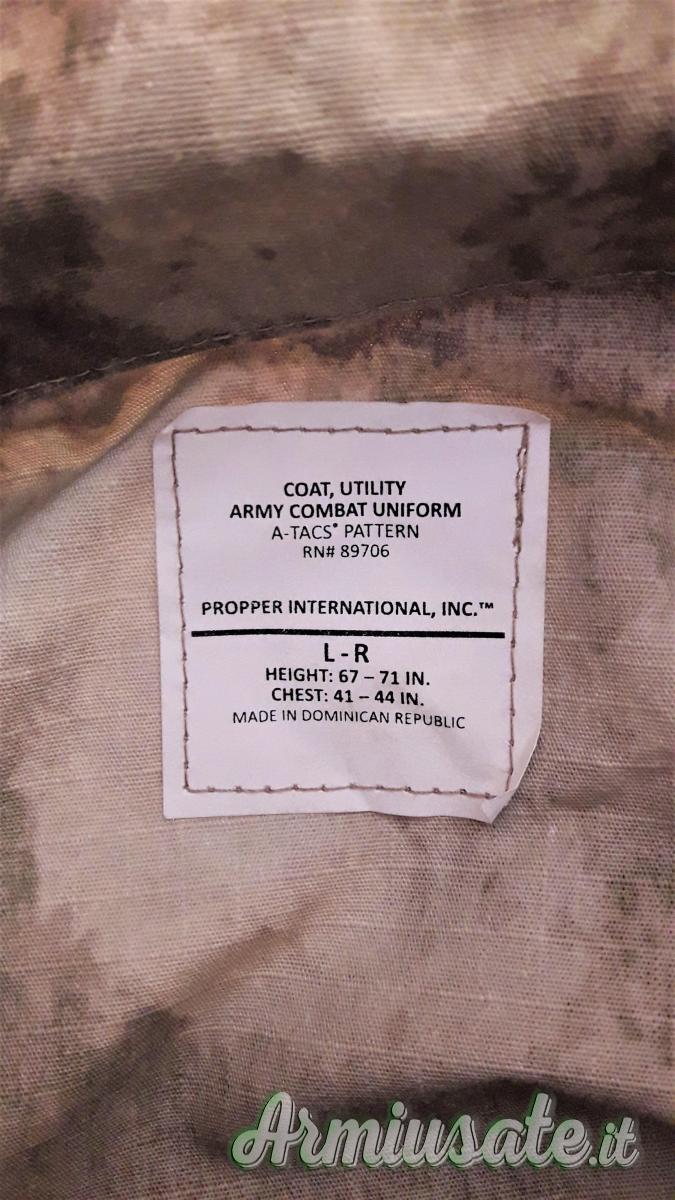 COAT, UTILITY
ARMY COMBAT UNIFORM
A-TACS® PATTERN
RN# 89706
PROPPER INTERNATIONAL, INC.™
L - R
HEIGHT: 67 – 71 IN.
CHEST: 41 – 44 IN.
MADE IN DOMINICAN REPUBLIC
Armiusate.it